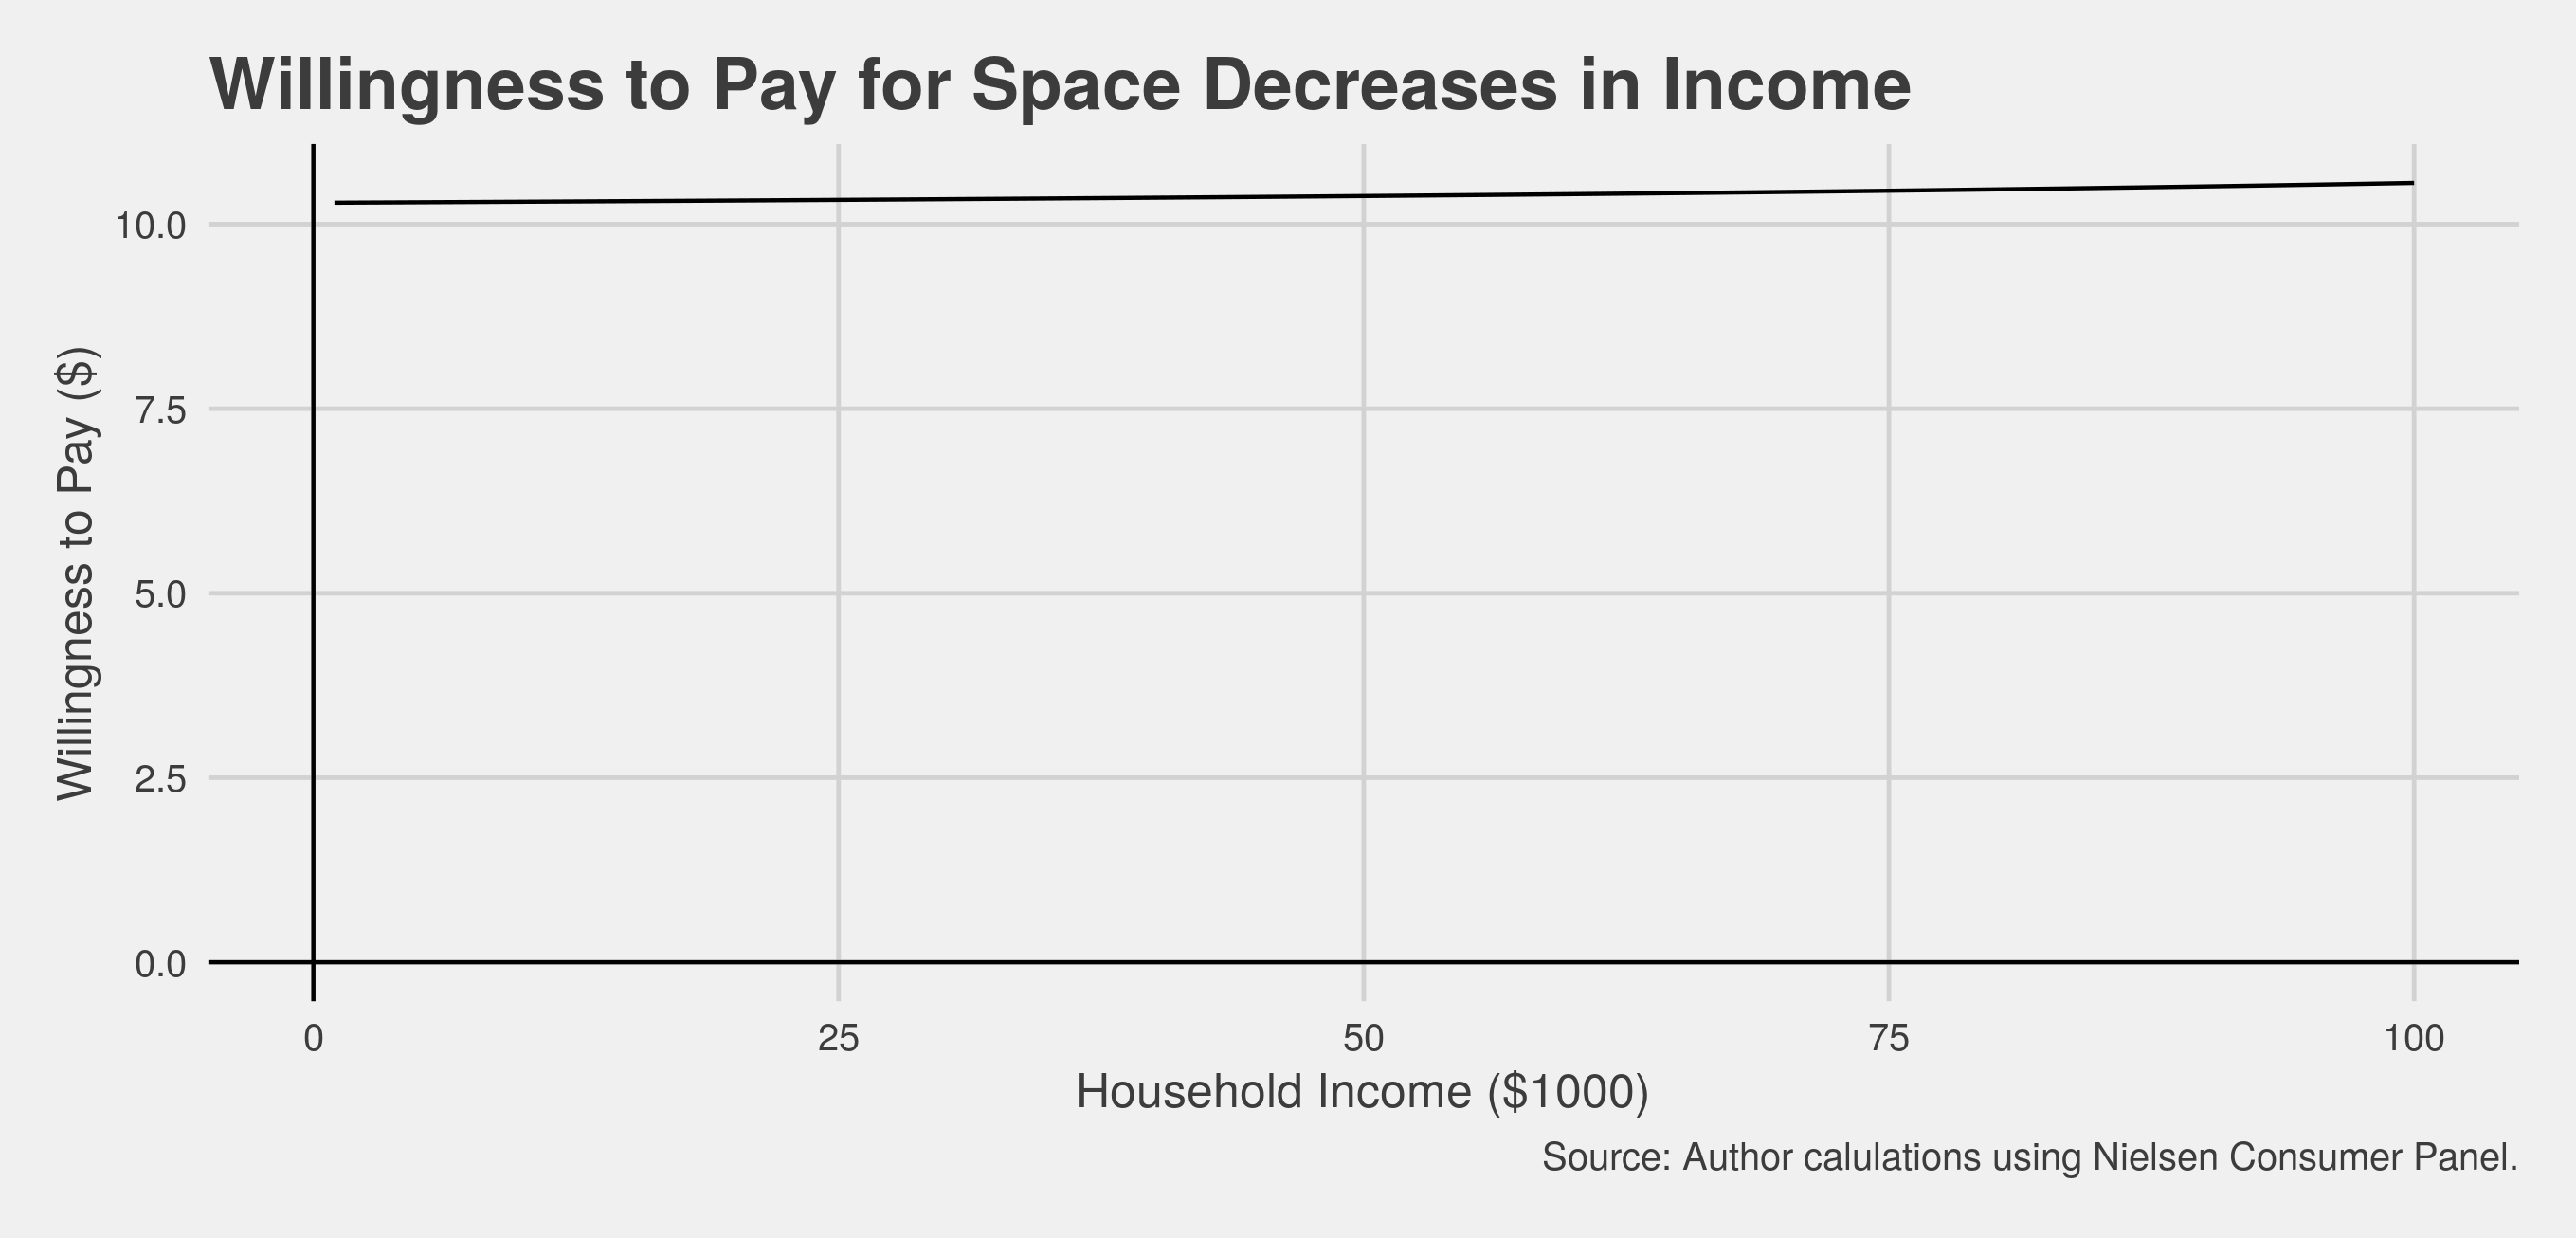 Willingness to Pay for Space Decreases in Income
Willingness to Pay ($)
10.0
7.5
5.0
2.5
0.0
0 25 50 75 100
Household Income ($1000)
Source: Author calulations using Nielsen Consumer Panel.